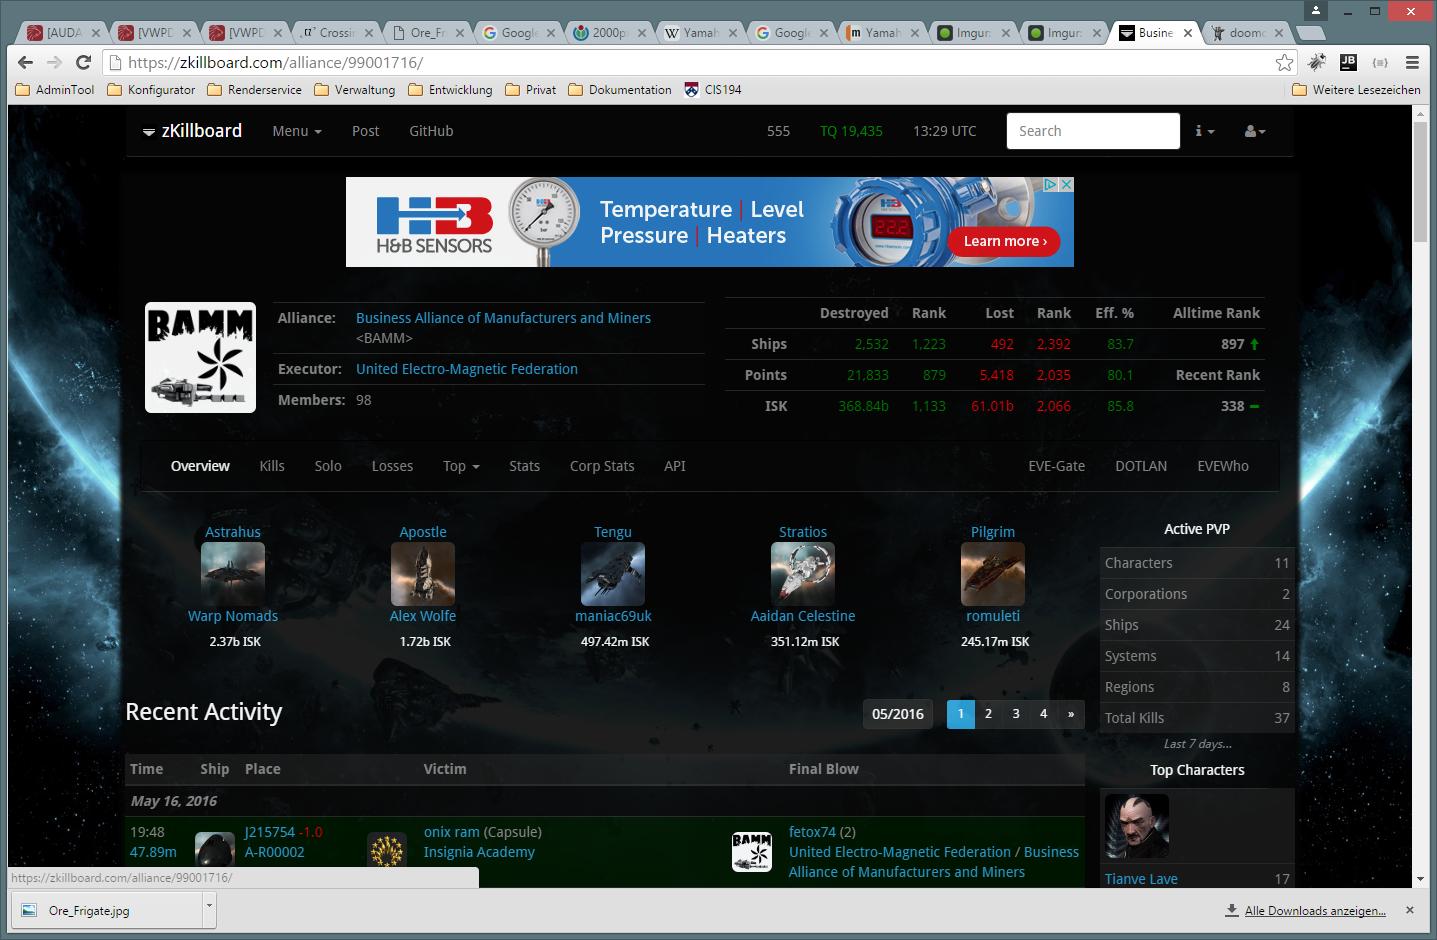 [AUDA
[VWPD
[VWPD
Crossin
Ore_Fr
Google
2000p
Yamah
Google
Yamah
Imgur:
Imgur:
Busine
doomc
https://zkillboard.com/alliance/99001716/
JB
AdminTool Konfigurator Renderservice Verwaltung Entwicklung Privat Dokumentation CIS194 Weitere Lesezeichen
zKillboard Menu Post GitHub 555 TQ 19,435 13:29 UTC Search
H&B SENSORS
Temperature | Level
Pressure | Heaters
22.2
Learn more ›
BAMM
Alliance: Business Alliance of Manufacturers and Miners
<BAMM>
Executor: United Electro-Magnetic Federation
Members: 98
Destroyed Rank Lost Rank Eff. % Alltime Rank
Ships 2,532 1,223 492 2,392 83.7 897
Points 21,833 879 5,418 2,035 80.1 Recent Rank
ISK 368.84b 1,133 61.01b 2,066 85.8 338
Overview Kills Solo Losses Top Stats Corp Stats API EVE-Gate DOTLAN EVEWho
Astrahus Apostle Tengu Stratios Pilgrim
Warp Nomads Alex Wolfe maniac69uk Aaidan Celestine romuleti
2.37b ISK 1.72b ISK 497.42m ISK 351.12m ISK 245.17m ISK
Active PVP
Characters 11
Corporations 2
Ships 24
Systems 14
Regions 8
Total Kills 37
Last 7 days...
Top Characters
Tianve Lave 17
Recent Activity 05/2016 1 2 3 4 »
Time Ship Place Victim Final Blow
May 16, 2016
19:48 J215754 -1.0 onix ram (Capsule) fetox74 (2)
47.89m A-R00002 Insignia Academy United Electro-Magnetic Federation / Business
BAMM Alliance of Manufacturers and Miners
https://zkillboard.com/alliance/99001716/
Ore_Frigate.jpg Alle Downloads anzeigen...